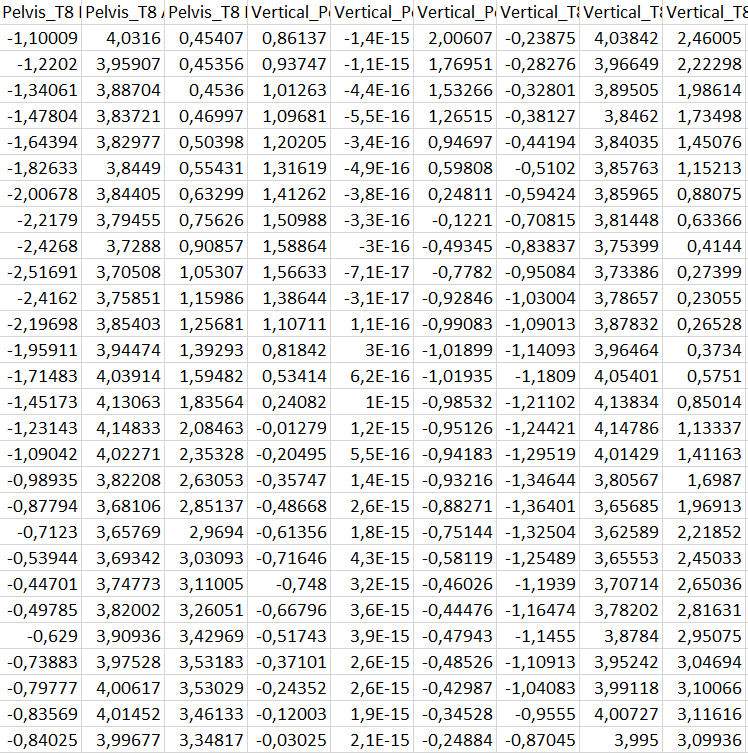 Pelvis_T8 Pelvis_T8 Pelvis_T8 Vertical_Pe Vertical_Pe Vertical_Pe Vertical_T8 Vertical_T8 Vertical_T8
-1,10009 4,0316 0,45407 0,86137 -1,4E-15 2,00607 -0,23875 4,03842 2,46005
-1,2202 3,95907 0,45356 0,93747 -1,1E-15 1,76951 -0,28276 3,96649 2,22298
-1,34061 3,88704 0,4536 1,01263 -4,4E-16 1,53266 -0,32801 3,89505 1,98614
-1,47804 3,83721 0,46997 1,09681 -5,5E-16 1,26515 -0,38127 3,8462 1,73498
-1,64394 3,82977 0,50398 1,20205 -3,4E-16 0,94697 -0,44194 3,84035 1,45076
-1,82633 3,8449 0,55431 1,31619 -4,9E-16 0,59808 -0,5102 3,85763 1,15213
-2,00678 3,84405 0,63299 1,41262 -3,8E-16 0,24811 -0,59424 3,85965 0,88075
-2,2179 3,79455 0,75626 1,50988 -3,3E-16 -0,1221 -0,70815 3,81448 0,63366
-2,4268 3,7288 0,90857 1,58864 -3E-16 -0,49345 -0,83837 3,75399 0,4144
-2,51691 3,70508 1,05307 1,56633 -7,1E-17 -0,7782 -0,95084 3,73386 0,27399
-2,4162 3,75851 1,15986 1,38644 -3,1E-17 -0,92846 -1,03004 3,78657 0,23055
-2,19698 3,85403 1,25681 1,10711 1,1E-16 -0,99083 -1,09013 3,87832 0,26528
-1,95911 3,94474 1,39293 0,81842 3E-16 -1,01899 -1,14093 3,96464 0,3734
-1,71483 4,03914 1,59482 0,53414 6,2E-16 -1,01935 -1,1809 4,05401 0,5751
-1,45173 4,13063 1,83564 0,24082 1E-15 -0,98532 -1,21102 4,13834 0,85014
-1,23143 4,14833 2,08463 -0,01279 1,2E-15 -0,95126 -1,24421 4,14786 1,13337
-1,09042 4,02271 2,35328 -0,20495 5,5E-16 -0,94183 -1,29519 4,01429 1,41163
-0,98935 3,82208 2,63053 -0,35747 1,4E-15 -0,93216 -1,34644 3,80567 1,6987
-0,87794 3,68106 2,85137 -0,48668 2,6E-15 -0,88271 -1,36401 3,65685 1,96913
-0,7123 3,65769 2,9694 -0,61356 1,8E-15 -0,75144 -1,32504 3,62589 2,21852
-0,53944 3,69342 3,03093 -0,71646 4,3E-15 -0,58119 -1,25489 3,65553 2,45033
-0,44701 3,74773 3,11005 -0,748 3,2E-15 -0,46026 -1,1939 3,70714 2,65036
-0,49785 3,82002 3,26051 -0,66796 3,6E-15 -0,44476 -1,16474 3,78202 2,81631
-0,629 3,90936 3,42969 -0,51743 3,9E-15 -0,47943 -1,1455 3,8784 2,95075
-0,73883 3,97528 3,53183 -0,37101 2,6E-15 -0,48526 -1,10913 3,95242 3,04694
-0,79777 4,00617 3,53029 -0,24352 2,6E-15 -0,42987 -1,04083 3,99118 3,10066
-0,83569 4,01452 3,46133 -0,12003 1,9E-15 -0,34528 -0,9555 4,00727 3,11616
-0,84025 3,99677 3,34817 -0,03025 2,1E-15 -0,24884 -0,87045 3,995 3,09936